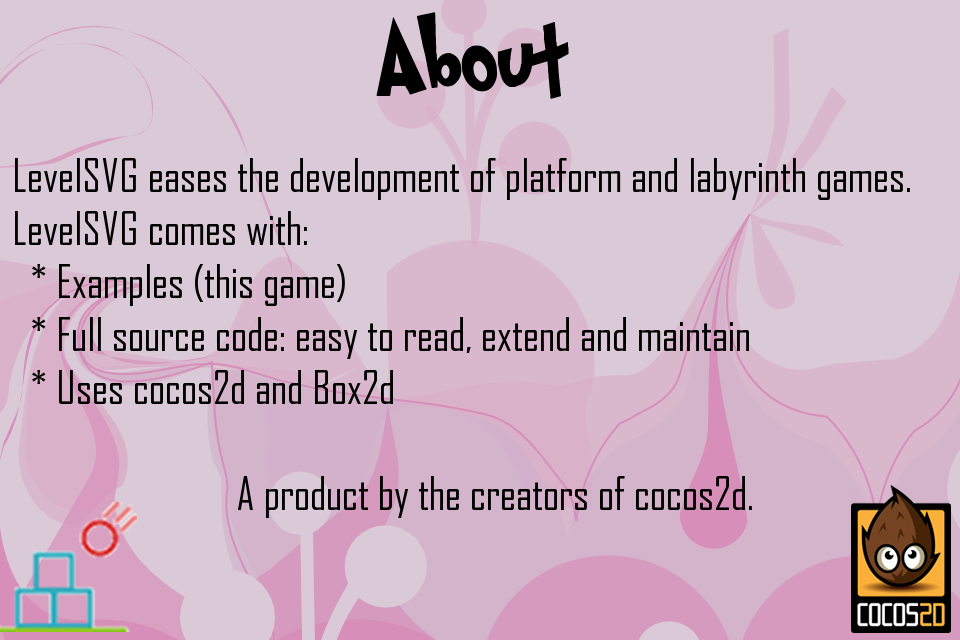 About
LevelSVG eases the development of platform and labyrinth games.
LevelSVG comes with:
* Examples (this game)
* Full source code: easy to read, extend and maintain
* Uses cocos2d and Box2d
A product by the creators of cocos2d.
COCOS2D